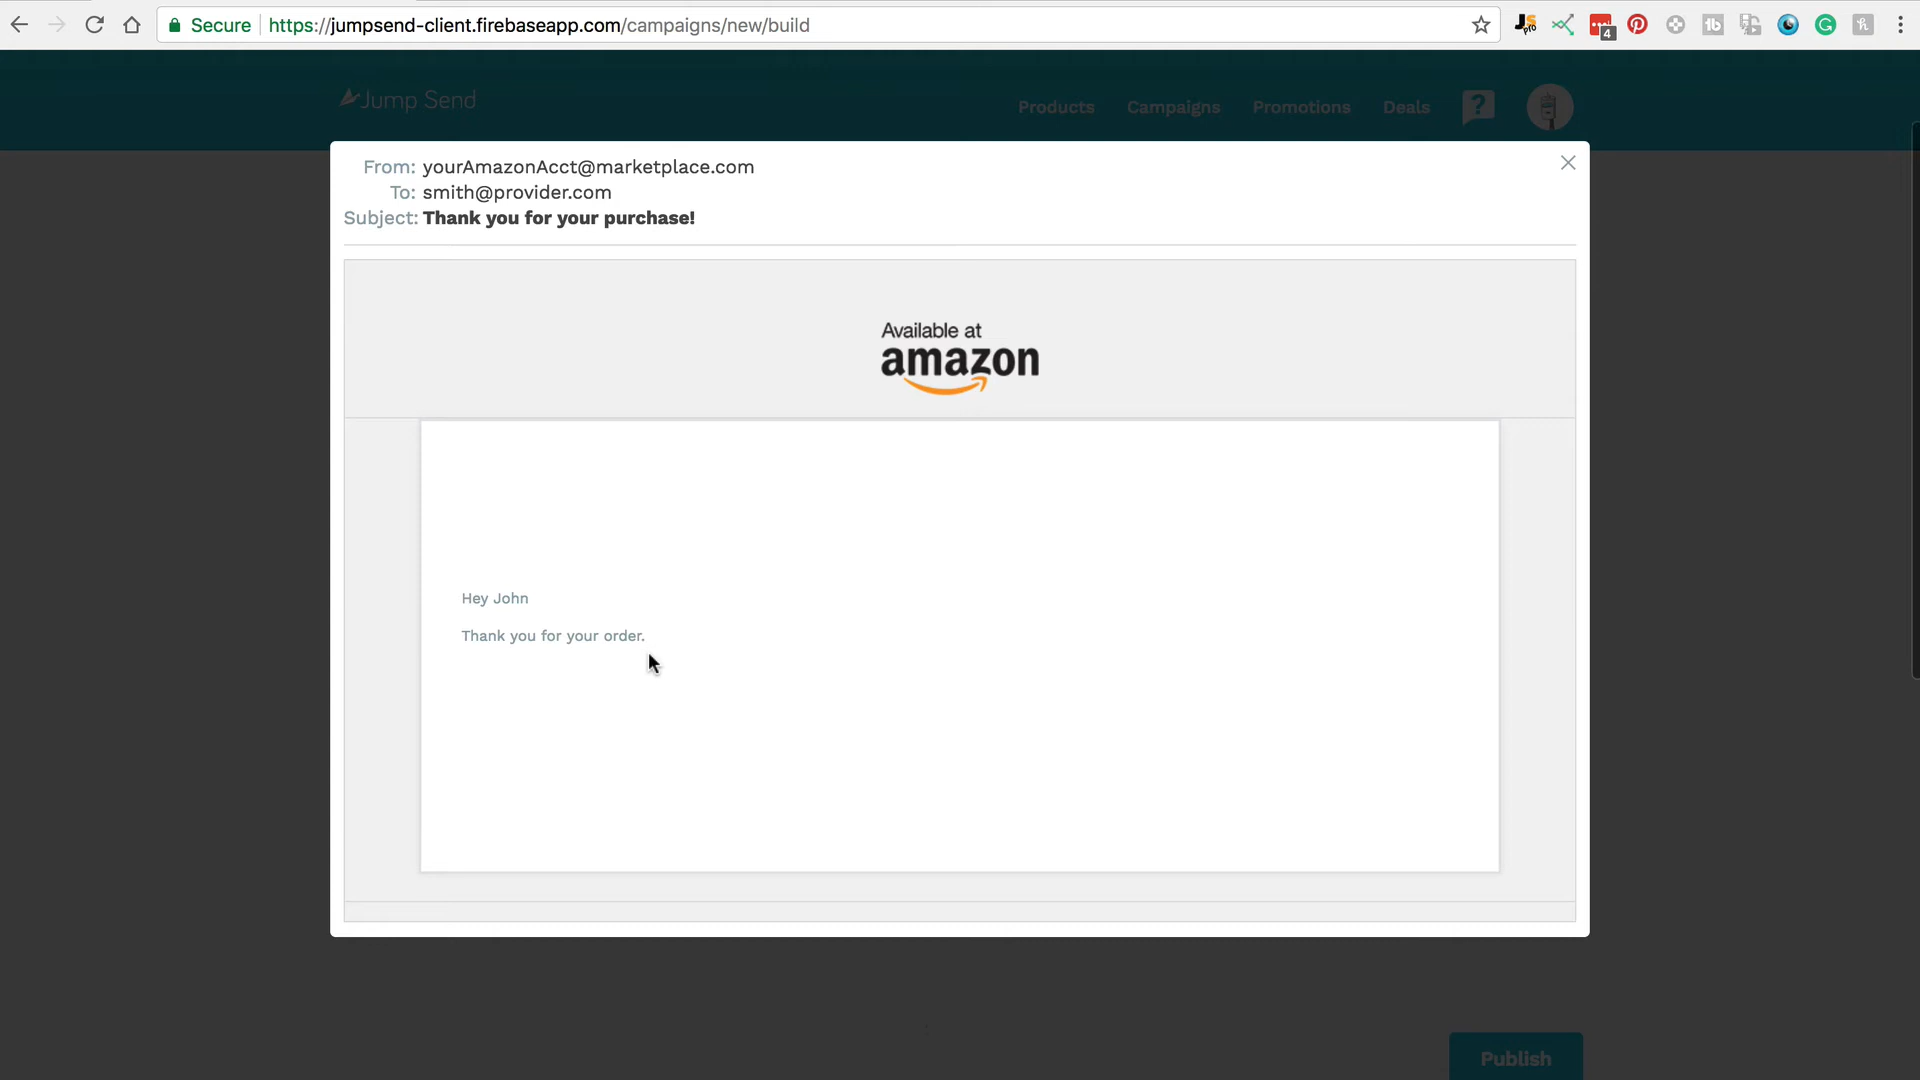 Secure https://jumpsend-client.firebaseapp.com/campaigns/new/build
4
Jump Send
Products Campaigns Promotions Deals ?
From: yourAmazonAcct@marketplace.com
To: smith@provider.com
Subject: Thank you for your purchase!
Available at
amazon
Hey John
Thank you for your order.
Publish